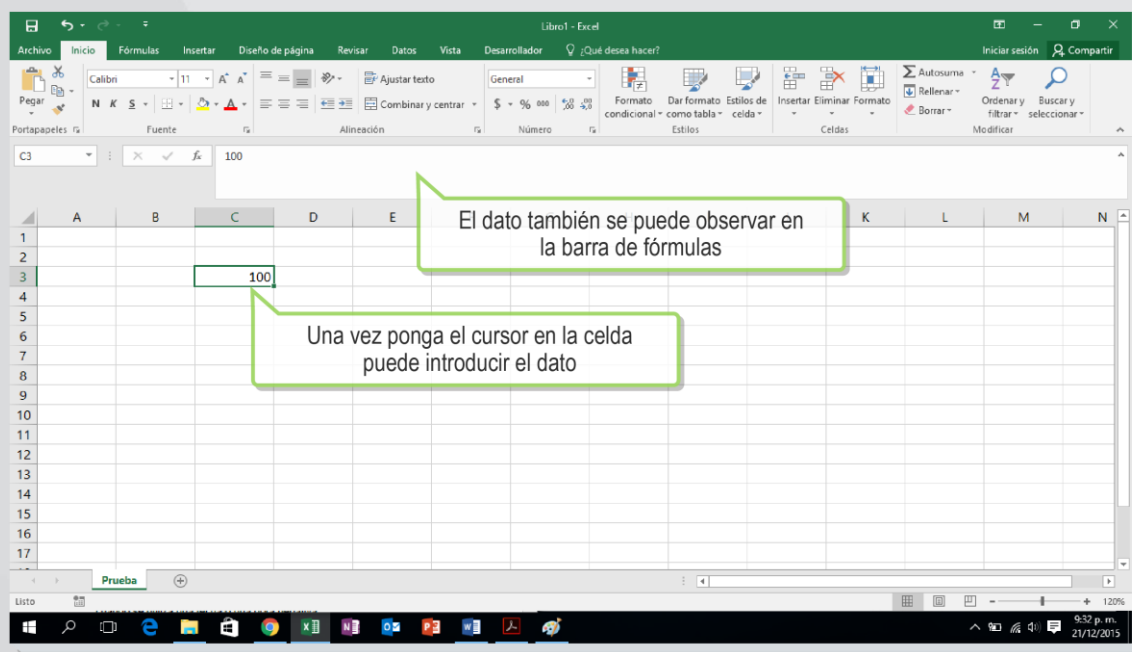 Libro1 - Excel
Archivo Inicio Fórmulas Insertar Diseño de página Revisar Datos Vista Desarrollador ¿Qué desea hacer? Iniciar sesión Compartir
Calibri 11 Ajustar texto General Autosuma
Rellenar
Pegar N K S A Combinar y centrar $ % 000 Formato Dar formato Estilos de Insertar Eliminar Formato Ordenar y Buscar y
condicional como tabla celda Borrar filtrar seleccionar
Portapapeles Fuente Alineación Número Estilos Celdas Modificar
C3 fx 100
El dato también se puede observar en
la barra de fórmulas
A B C D E K L M N
1
2
3 100
4
5
Una vez ponga el cursor en la celda
puede introducir el dato
6
7
8
9
10
11
12
13
14
15
16
17
Prueba
Listo 120%
9:32 p. m.
21/12/2015